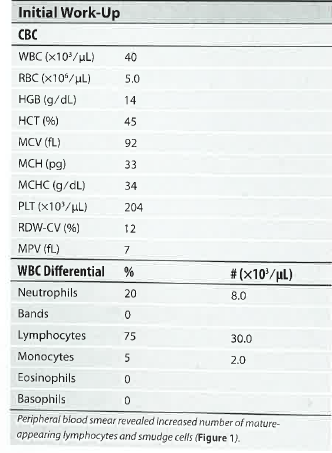 Initial Work-Up
CBC
WBC (×10³/µL) 40
RBC (×10⁶/µL) 5.0
HGB (g/dL) 14
HCT (%) 45
MCV (fL) 92
MCH (pg) 33
MCHC (g/dL) 34
PLT (×10³/µL) 204
RDW-CV (%) 12
MPV (fL) 7
WBC Differential % # (×10³/µL)
Neutrophils 20 8.0
Bands 0
Lymphocytes 75 30.0
Monocytes 5 2.0
Eosinophils 0
Basophils 0
Peripheral blood smear revealed increased number of mature-
appearing lymphocytes and smudge cells (Figure 1).